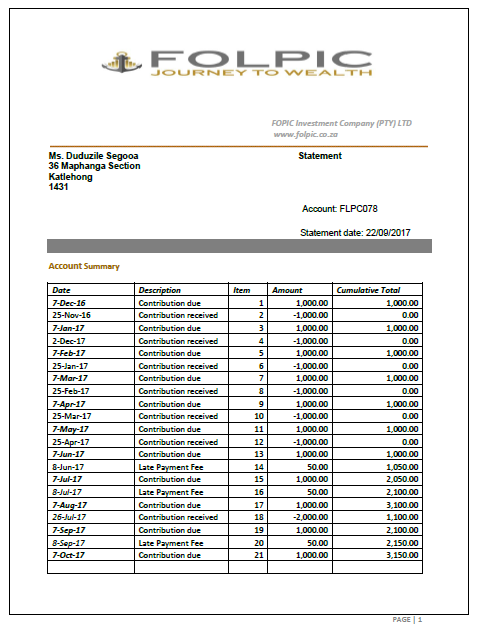 FOLPIC
JOURNEY TO WEALTH
FOPIC Investment Company (PTY) LTD
www.folpic.co.za
Ms. Duduzile Segooa Statement
36 Maphanga Section
Katlehong
1431
Account: FLPC078
Statement date: 22/09/2017
Account Summary
Date Description Item Amount Cumulative Total
7-Dec-16 Contribution due 1 1,000.00 1,000.00
25-Nov-16 Contribution received 2 -1,000.00 0.00
7-Jan-17 Contribution due 3 1,000.00 1,000.00
2-Dec-17 Contribution received 4 -1,000.00 0.00
7-Feb-17 Contribution due 5 1,000.00 1,000.00
25-Jan-17 Contribution received 6 -1,000.00 0.00
7-Mar-17 Contribution due 7 1,000.00 1,000.00
25-Feb-17 Contribution received 8 -1,000.00 0.00
7-Apr-17 Contribution due 9 1,000.00 1,000.00
25-Mar-17 Contribution received 10 -1,000.00 0.00
7-May-17 Contribution due 11 1,000.00 1,000.00
25-Apr-17 Contribution received 12 -1,000.00 0.00
7-Jun-17 Contribution due 13 1,000.00 1,000.00
8-Jun-17 Late Payment Fee 14 50.00 1,050.00
7-Jul-17 Contribution due 15 1,000.00 2,050.00
8-Jul-17 Late Payment Fee 16 50.00 2,100.00
7-Aug-17 Contribution due 17 1,000.00 3,100.00
26-Jul-17 Contribution received 18 -2,000.00 1,100.00
7-Sep-17 Contribution due 19 1,000.00 2,100.00
8-Sep-17 Late Payment Fee 20 50.00 2,150.00
7-Oct-17 Contribution due 21 1,000.00 3,150.00
PAGE | 1